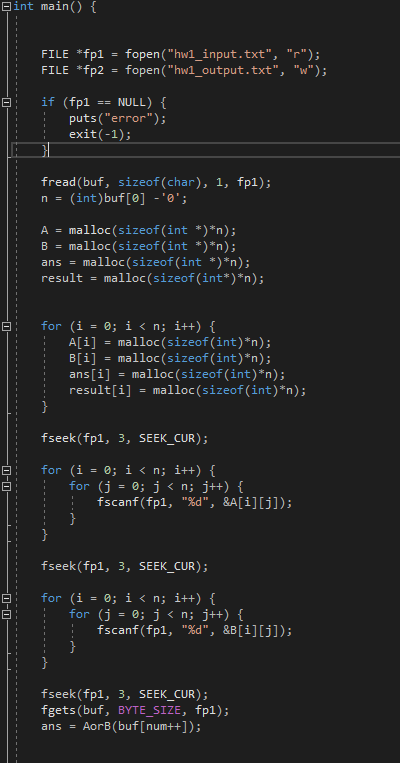 int main() {
FILE *fp1 = fopen("hw1_input.txt", "r");
FILE *fp2 = fopen("hw1_output.txt", "w");
if (fp1 == NULL) {
puts("error");
exit(-1);
}
fread(buf, sizeof(char), 1, fp1);
n = (int)buf[0] -'0';
A = malloc(sizeof(int *)*n);
B = malloc(sizeof(int *)*n);
ans = malloc(sizeof(int *)*n);
result = malloc(sizeof(int*)*n);
for (i = 0; i < n; i++) {
A[i] = malloc(sizeof(int)*n);
B[i] = malloc(sizeof(int)*n);
ans[i] = malloc(sizeof(int)*n);
result[i] = malloc(sizeof(int)*n);
}
fseek(fp1, 3, SEEK_CUR);
for (i = 0; i < n; i++) {
for (j = 0; j < n; j++) {
fscanf(fp1, "%d", &A[i][j]);
}
}
fseek(fp1, 3, SEEK_CUR);
for (i = 0; i < n; i++) {
for (j = 0; j < n; j++) {
fscanf(fp1, "%d", &B[i][j]);
}
}
fseek(fp1, 3, SEEK_CUR);
fgets(buf, BYTE_SIZE, fp1);
ans = AorB(buf[num++]);